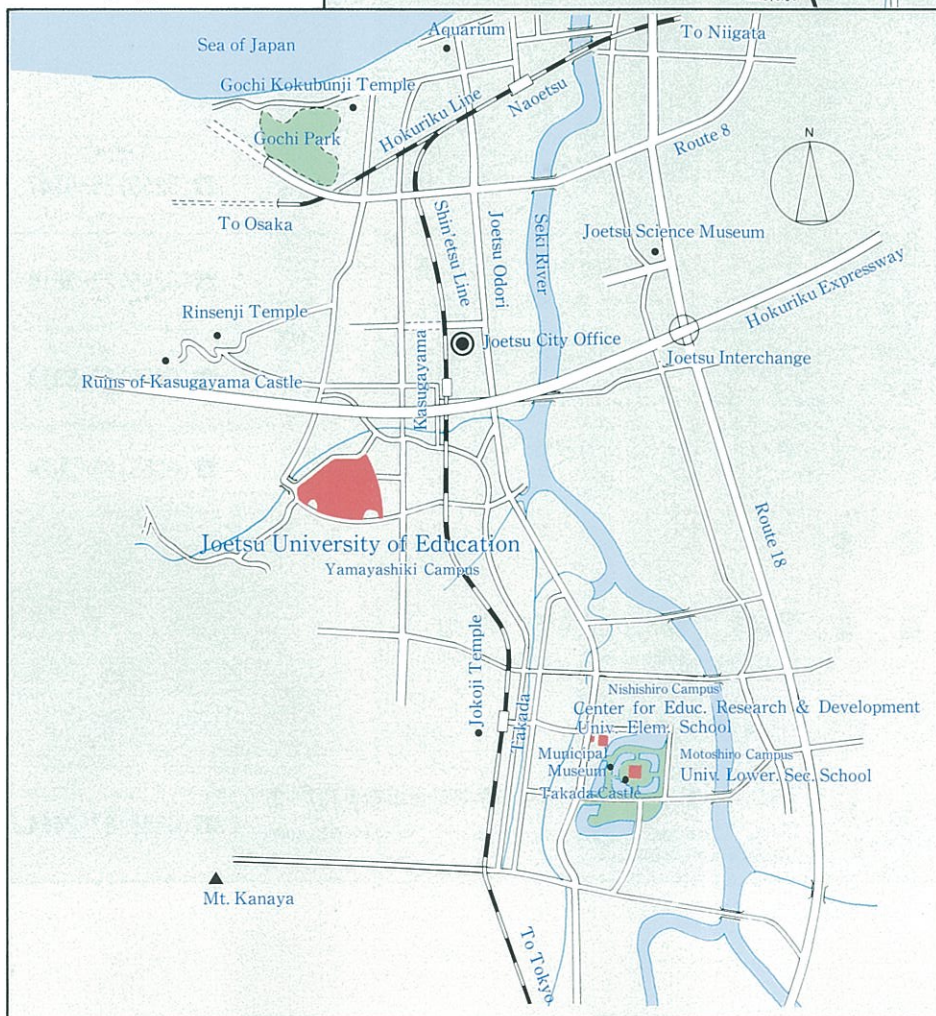 Sea of Japan
Aquarium
To Niigata
Gochi Kokubunji Temple
Naoetsu
Hokuriku Line
Gochi Park
Route 8
N
To Osaka
Shin'etsu Line
Joetsu Odori
Seki River
Joetsu Science Museum
Hokuriku Expressway
Rinsenji Temple
Joetsu City Office
Joetsu Interchange
Ruins of Kasugayama Castle
Kasugayama
Route 18
Joetsu University of Education
Yamayashiki Campus
Jokoji Temple
Takada
Nishishiro Campus
Center for Educ. Research & Development
Univ. Elem. School
Municipal
Museum
Motoshiro Campus
Univ. Lower. Sec. School
Takada Castle
Mt. Kanaya
To Tokyo